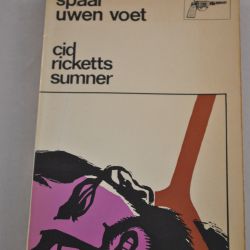 spaar
uwen voet
cid
ricketts
sumner